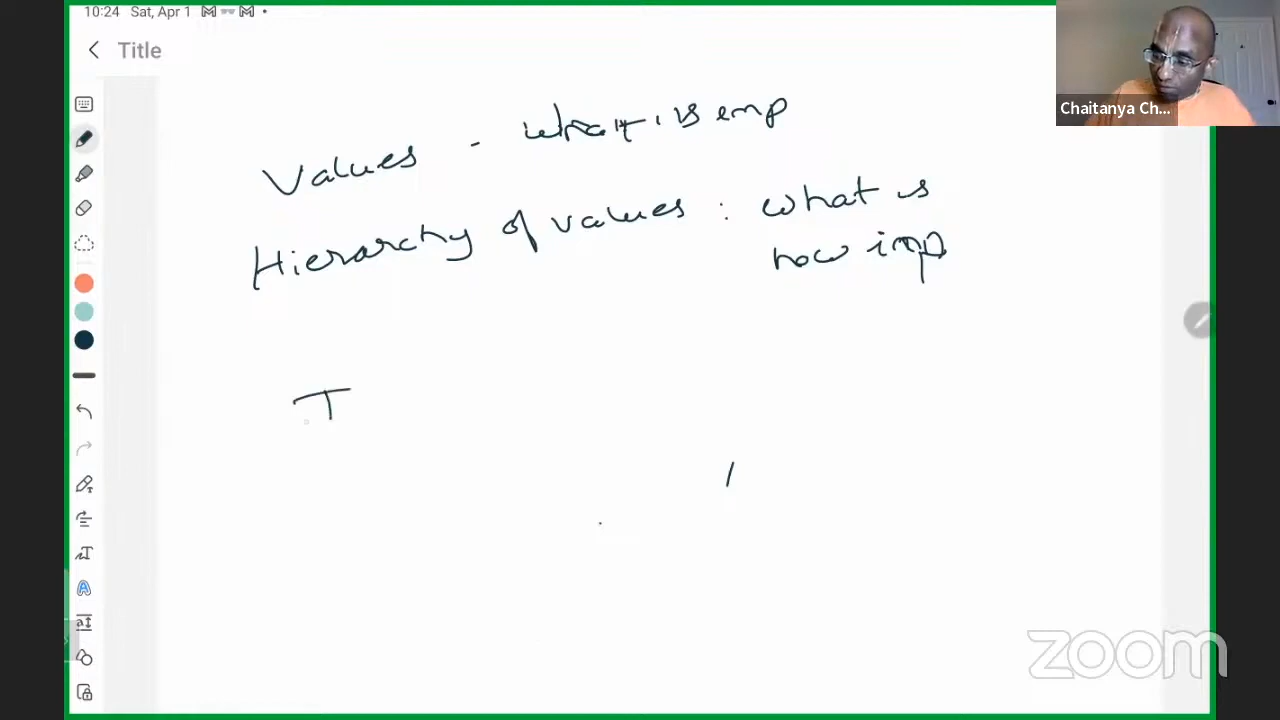 10:24 Sat, Apr 1
Title
Chaitanya Ch...
Values - what is imp
Hierarchy of values : what is
how imp
T
zoom